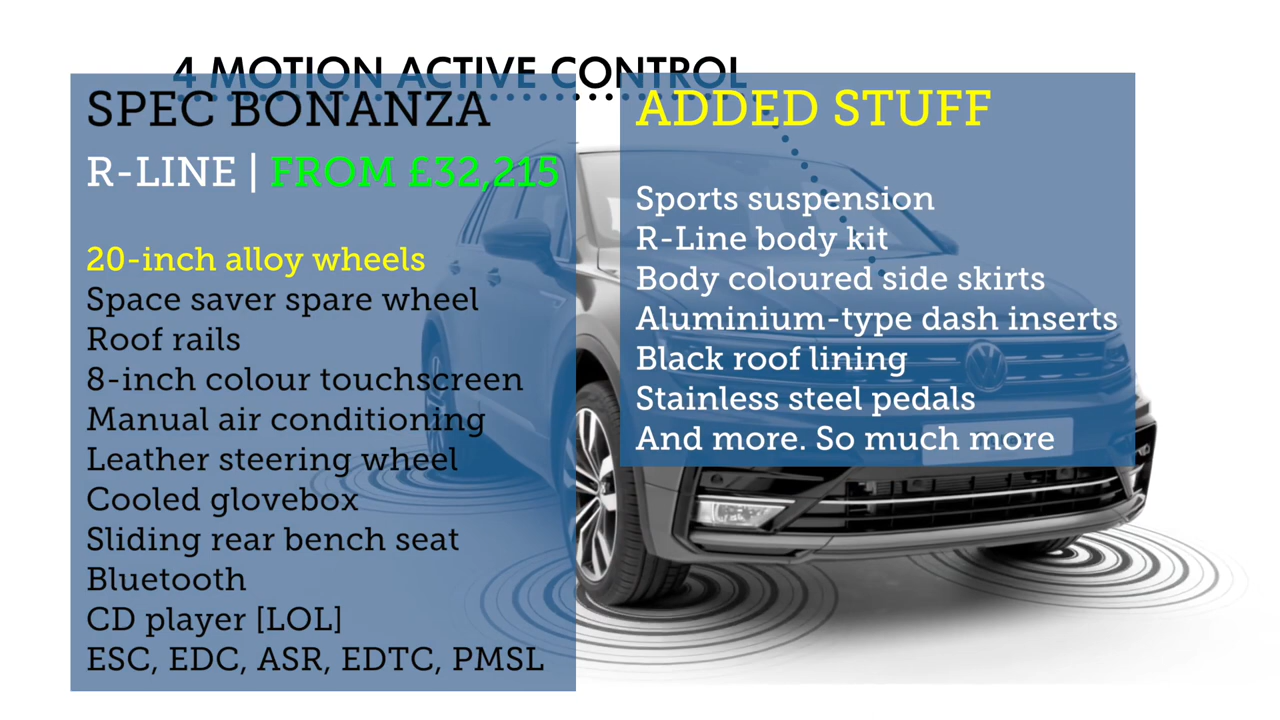 4 MOTION ACTIVE CONTROL
SPEC BONANZA
R-LINE | FROM £32,215
20-inch alloy wheels
Space saver spare wheel
Roof rails
8-inch colour touchscreen
Manual air conditioning
Leather steering wheel
Cooled glovebox
Sliding rear bench seat
Bluetooth
CD player [LOL]
ESC, EDC, ASR, EDTC, PMSL
ADDED STUFF
Sports suspension
R-Line body kit
Body coloured side skirts
Aluminium-type dash inserts
Black roof lining
Stainless steel pedals
And more. So much more